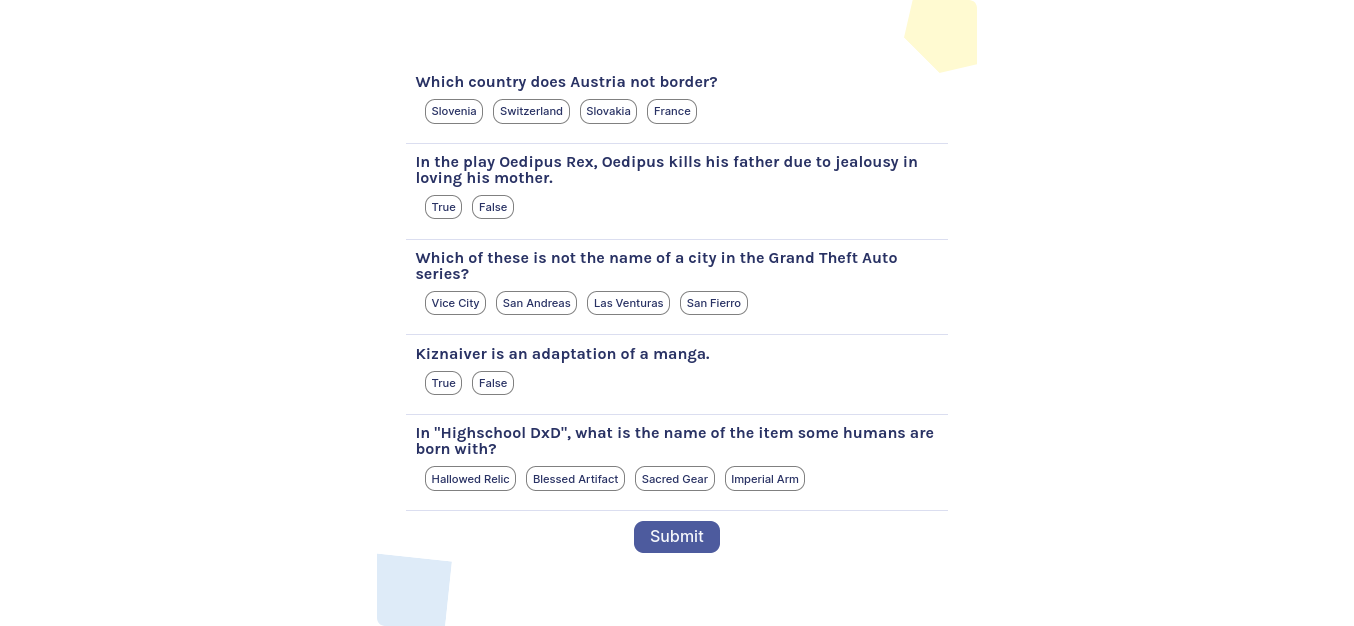 Which country does Austria not border?
Slovenia Switzerland Slovakia France
In the play Oedipus Rex, Oedipus kills his father due to jealousy in
loving his mother.
True False
Which of these is not the name of a city in the Grand Theft Auto
series?
Vice City San Andreas Las Venturas San Fierro
Kiznaiver is an adaptation of a manga.
True False
In "Highschool DxD", what is the name of the item some humans are
born with?
Hallowed Relic Blessed Artifact Sacred Gear Imperial Arm
Submit